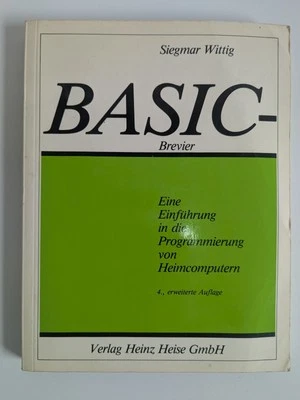 Siegmar Wittig
BASIC-
Brevier
Eine
Einführung
in die
Programmierung
von
Heimcomputern
4., erweiterte Auflage
Verlag Heinz Heise GmbH